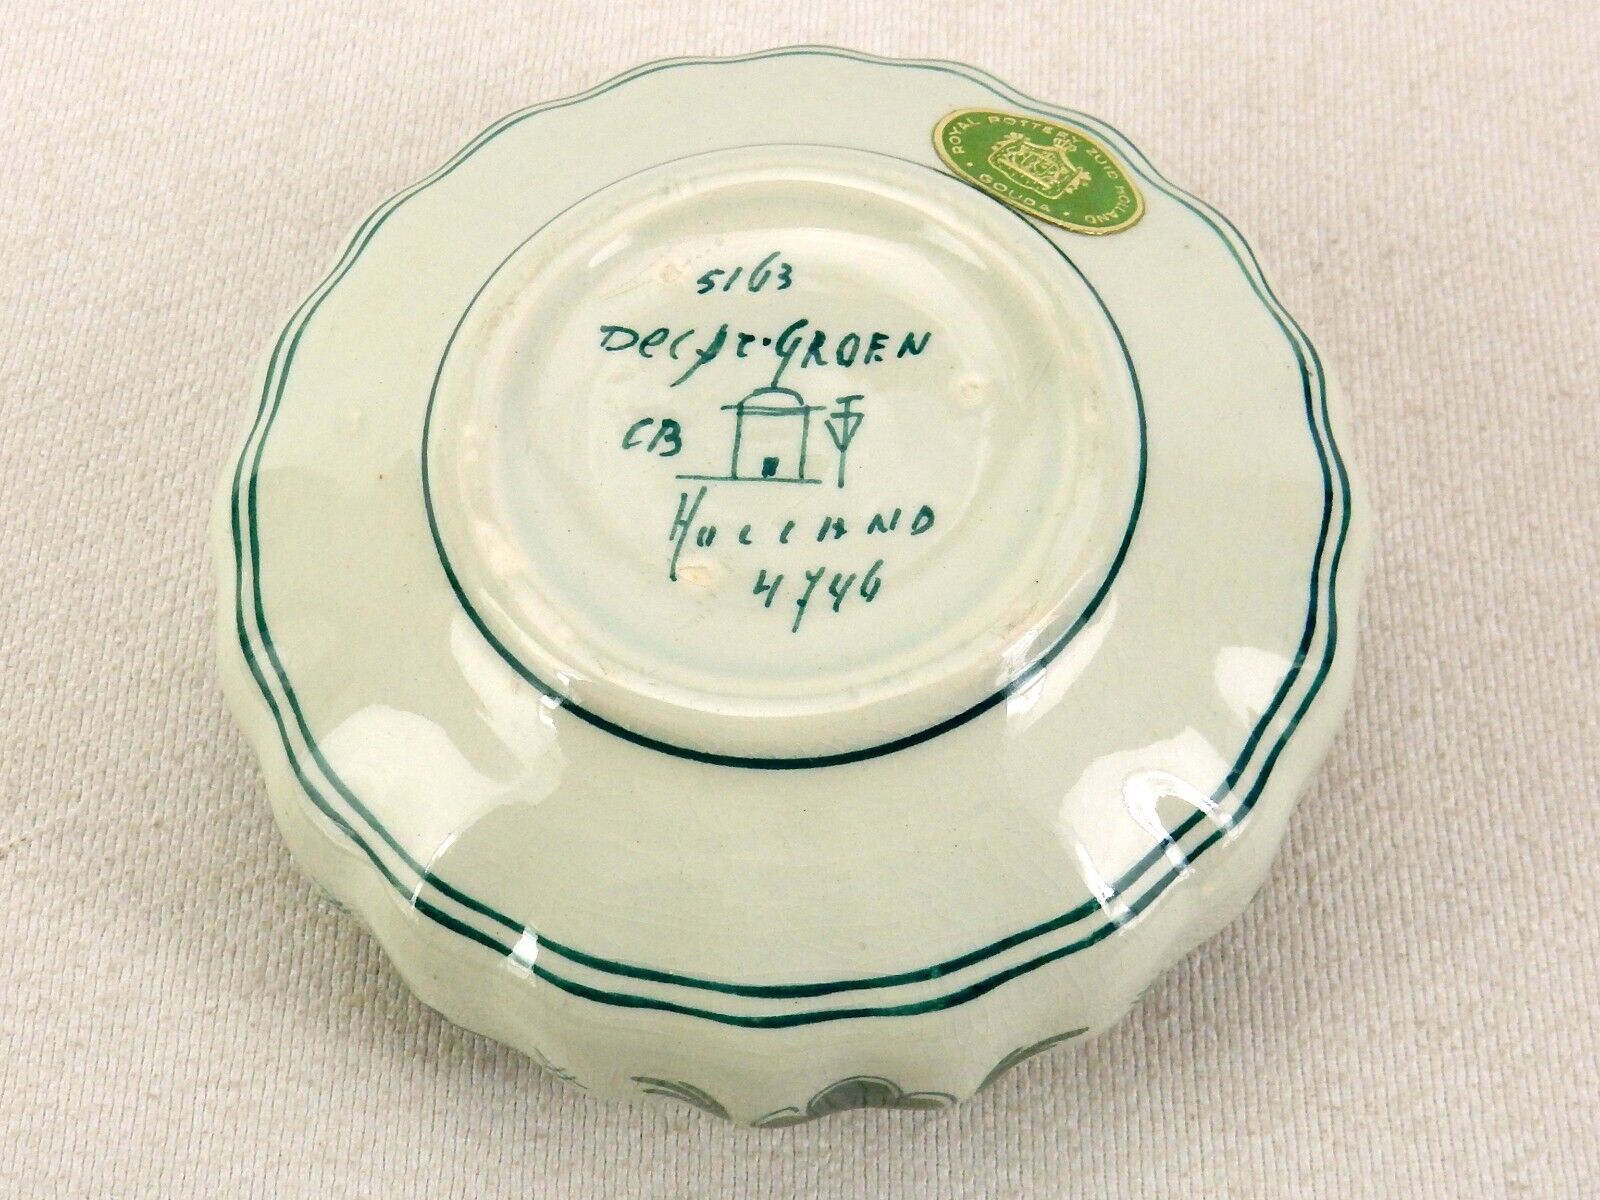 ROYAL POTTERY ZUID HOLLAND
• GOUDA •
5163
Delft·GROEN
CB
HOLLAND
4746